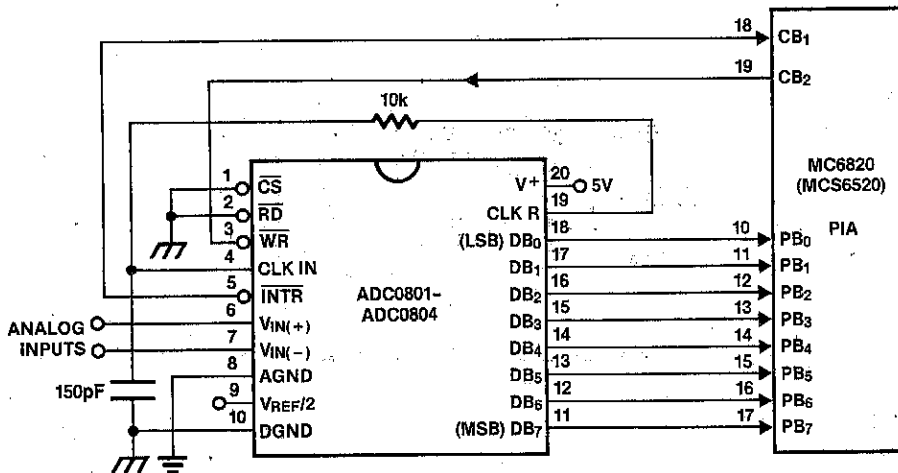 18
CB1
19
CB2
10k
MC6820
(MCS6520)
PIA
1
CS
2
RD
3
WR
4
CLK IN
5
INTR
6
VIN(+)
7
VIN(−)
8
AGND
9
VREF/2
10
DGND
ANALOG
INPUTS
150pF
ADC0801–
ADC0804
V+
20
5V
CLK R
19
(LSB) DB0
18
10
PB0
DB1
17
11
PB1
DB2
16
12
PB2
DB3
15
13
PB3
DB4
14
14
PB4
DB5
13
15
PB5
DB6
12
16
PB6
(MSB) DB7
11
17
PB7